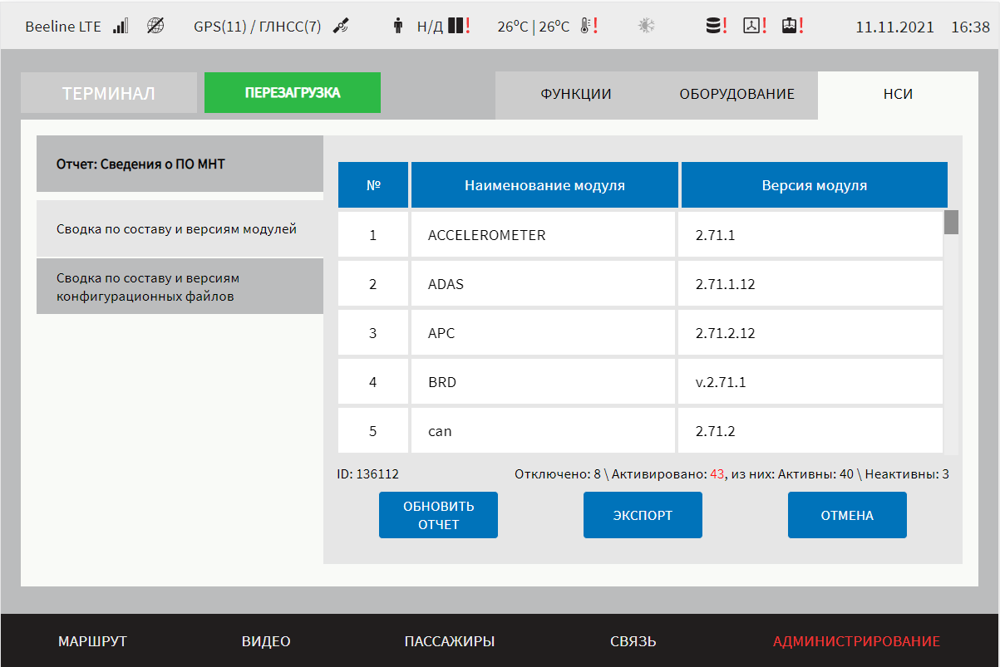 Beeline LTE GPS(11) / ГЛНСС(7) Н/Д ! 26ºC | 26ºC ! ! ! ! 11.11.2021 16:38
ТЕРМИНАЛ ПЕРЕЗАГРУЗКА ФУНКЦИИ ОБОРУДОВАНИЕ НСИ
Отчет: Сведения о ПО МНТ
Сводка по составу и версиям модулей
Сводка по составу и версиям
конфигурационных файлов
№ Наименование модуля Версия модуля
1 ACCELEROMETER 2.71.1
2 ADAS 2.71.1.12
3 APC 2.71.2.12
4 BRD v.2.71.1
5 can 2.71.2
ID: 136112 Отключено: 8 \ Активировано: 43, из них: Активны: 40 \ Неактивны: 3
ОБНОВИТЬ
ОТЧЕТ
ЭКСПОРТ
ОТМЕНА
МАРШРУТ ВИДЕО ПАССАЖИРЫ СВЯЗЬ АДМИНИСТРИРОВАНИЕ